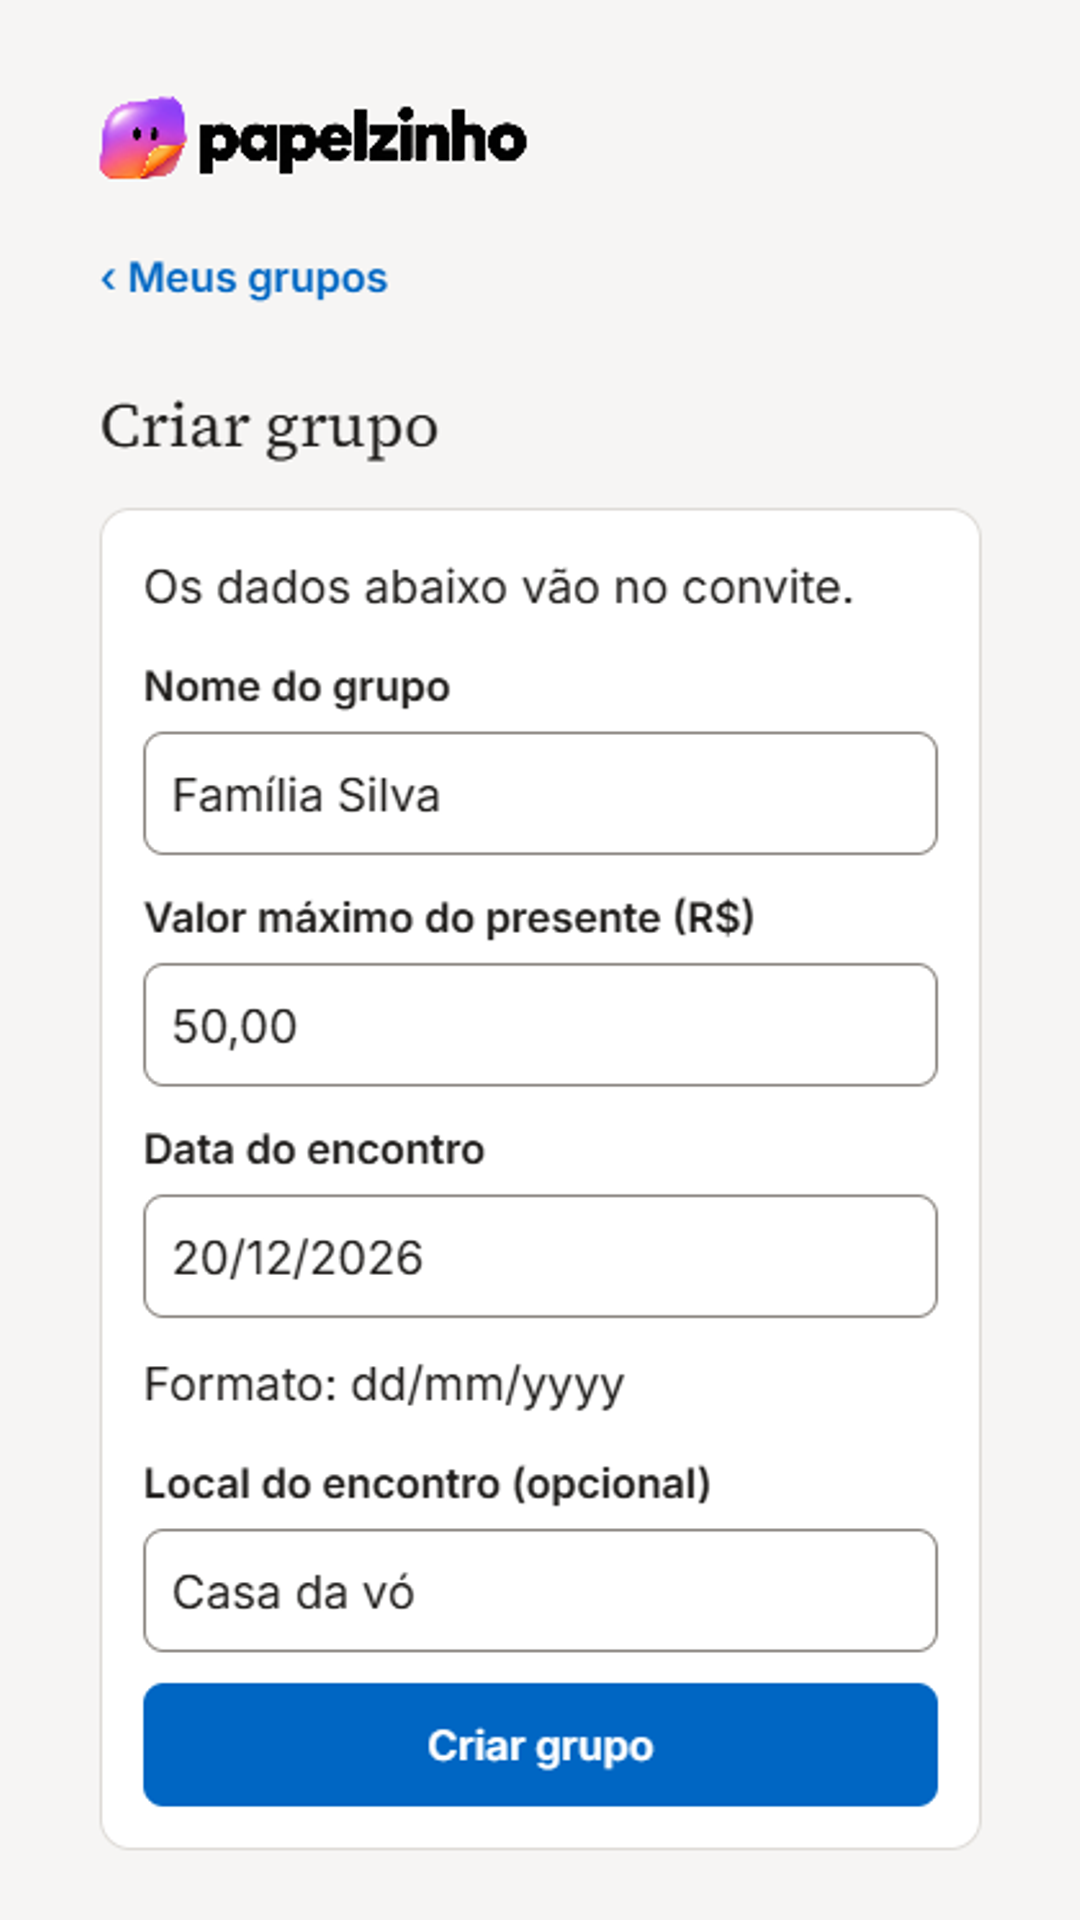 papelzinho
‹ Meus grupos
Criar grupo
Os dados abaixo vão no convite.
Nome do grupo
Família Silva
Valor máximo do presente (R$)
50,00
Data do encontro
20/12/2026
Formato: dd/mm/yyyy
Local do encontro (opcional)
Casa da vó
Criar grupo